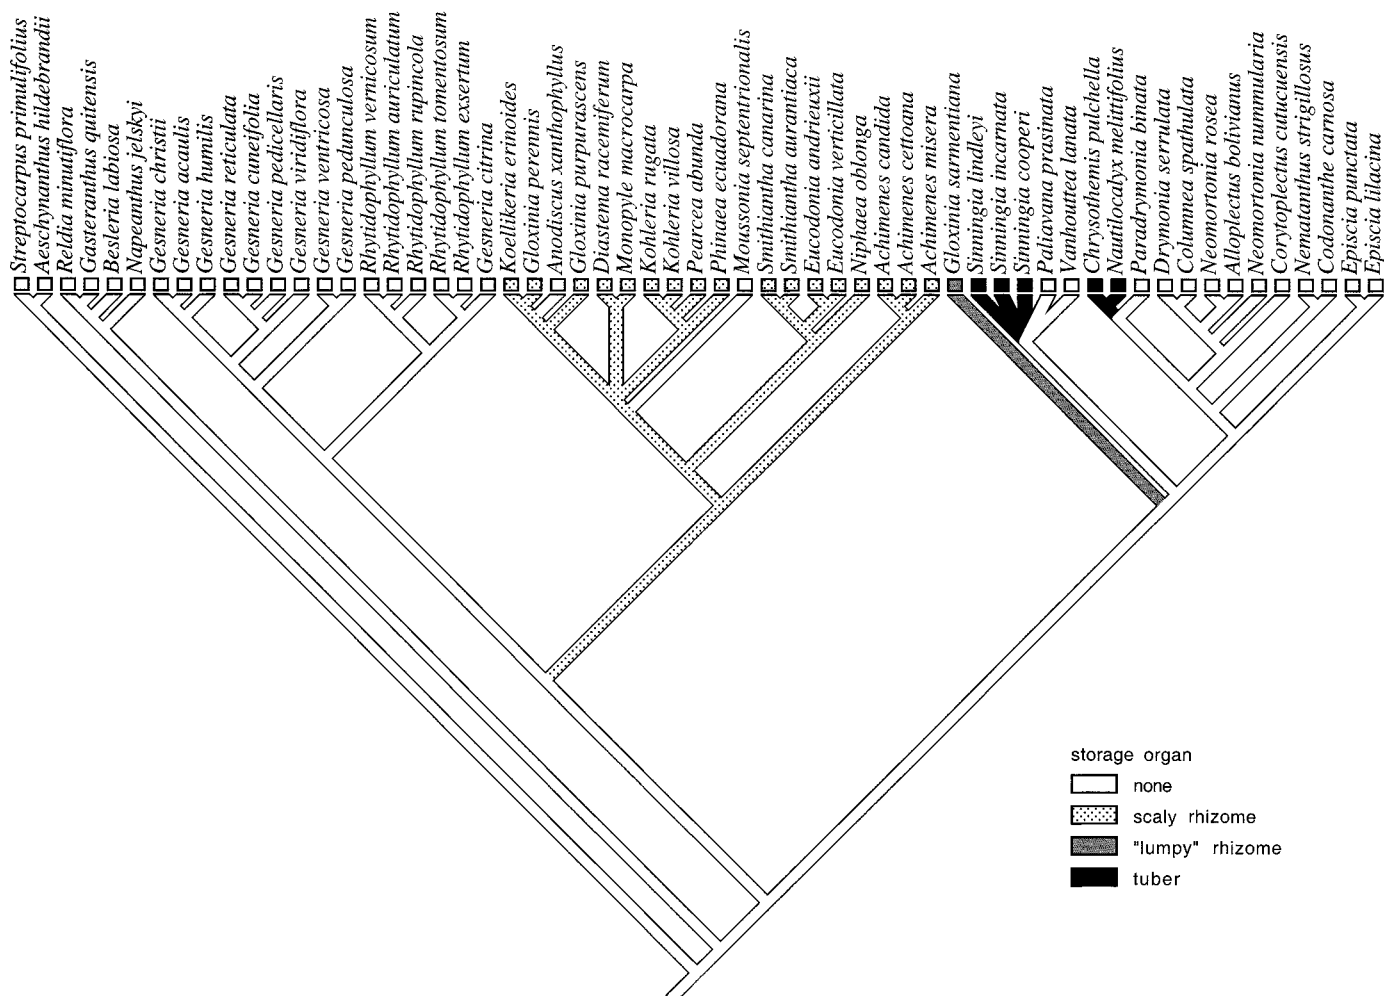 Streptocarpus primulifolius
Aeschynanthus hildebrandii
Reldia minutiflora
Gasteranthus quitensis
Besleria labiosa
Napeanthus jelskyi
Gesneria christii
Gesneria acaulis
Gesneria humilis
Gesneria reticulata
Gesneria cuneifolia
Gesneria pedicellaris
Gesneria viridiflora
Gesneria ventricosa
Gesneria pedunculosa
Rhytidophyllum vernicosum
Rhytidophyllum auriculatum
Rhytidophyllum rupincola
Rhytidophyllum tomentosum
Rhytidophyllum exsertum
Gesneria citrina
Koellikeria erinoides
Gloxinia perennis
Anodiscus xanthophyllus
Gloxinia purpurascens
Diastema racemiferum
Monopyle macrocarpa
Kohleria rugata
Kohleria villosa
Pearcea abunda
Phinaea ecuadorana
Moussonia septentrionalis
Smithiantha canarina
Smithiantha aurantiaca
Eucodonia andrieuxii
Eucodonia verticillata
Niphaea oblonga
Achimenes candida
Achimenes cettoana
Achimenes misera
Gloxinia sarmentiana
Sinningia lindleyi
Sinningia incarnata
Sinningia cooperi
Paliavana prasinata
Vanhouttea lanata
Chrysothemis pulchella
Nautilocalyx melittifolius
Paradrymonia binata
Drymonia serrulata
Columnea spathulata
Neomortonia rosea
Alloplectus bolivianus
Neomortonia nummularia
Corytoplectus cutucuensis
Nematanthus strigillosus
Codonanthe carnosa
Episcia punctata
Episcia lilacina
storage organ
none
scaly rhizome
"lumpy" rhizome
tuber